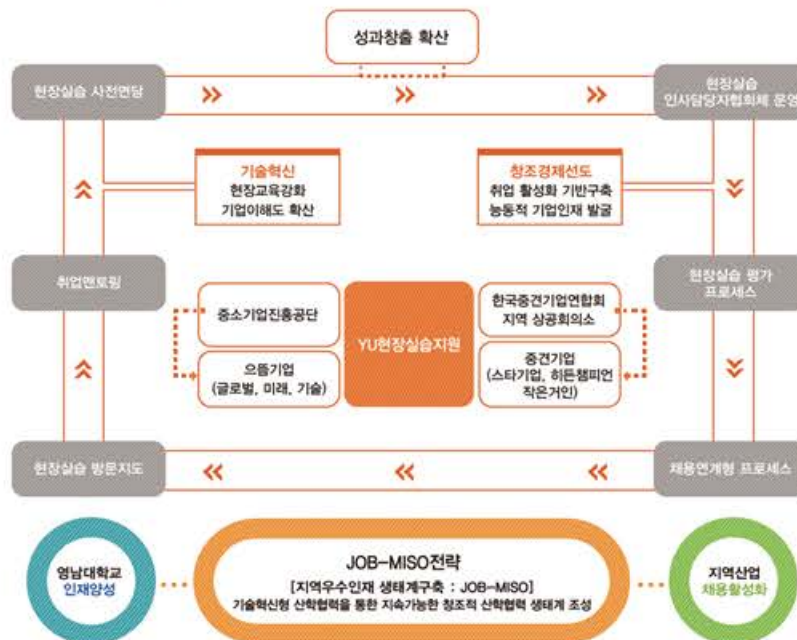 성과창출 확산
현장실습 사전면담
현장실습
인사담당자협회체 운영
기술혁신
현장교육강화
기업이해도 확산
창조경제선도
취업 활성화 기반구축
능동적 기업인재 발굴
취업멘토링
중소기업진흥공단
으뜸기업
(글로벌, 미래, 기술)
YU현장실습지원
한국중견기업연합회
지역 상공회의소
중견기업
(스타기업, 히든챔피언
작은거인)
현장실습 평가
프로세스
현장실습 방문지도
채용연계형 프로세스
영남대학교
인재양성
JOB-MISO전략
[지역우수인재 생태계구축 : JOB-MISO]
기술혁신형 산학협력을 통한 지속가능한 창조적 산학협력 생태계 조성
지역산업
채용활성화